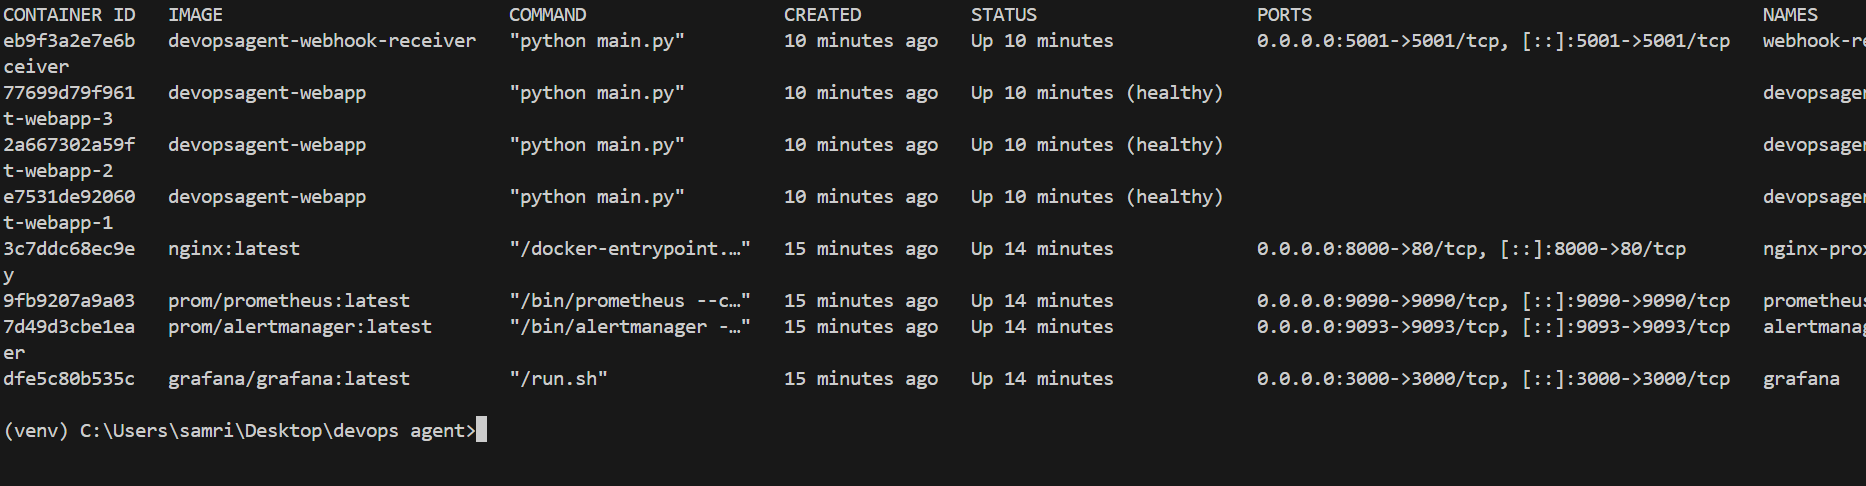 CONTAINER ID   IMAGE                          COMMAND                  CREATED          STATUS                    PORTS                                         NAMES
eb9f3a2e7e6b   devopsagent-webhook-receiver   "python main.py"         10 minutes ago   Up 10 minutes             0.0.0.0:5001->5001/tcp, [::]:5001->5001/tcp   webhook-re
ceiver
77699d79f961   devopsagent-webapp             "python main.py"         10 minutes ago   Up 10 minutes (healthy)                                                 devopsagen
t-webapp-3
2a667302a59f   devopsagent-webapp             "python main.py"         10 minutes ago   Up 10 minutes (healthy)                                                 devopsagen
t-webapp-2
e7531de92060   devopsagent-webapp             "python main.py"         10 minutes ago   Up 10 minutes (healthy)                                                 devopsagen
t-webapp-1
3c7ddc68ec9e   nginx:latest                   "/docker-entrypoint.…"   15 minutes ago   Up 14 minutes             0.0.0.0:8000->80/tcp, [::]:8000->80/tcp       nginx-prox
y
9fb9207a9a03   prom/prometheus:latest         "/bin/prometheus --c…"   15 minutes ago   Up 14 minutes             0.0.0.0:9090->9090/tcp, [::]:9090->9090/tcp   prometheus
7d49d3cbe1ea   prom/alertmanager:latest       "/bin/alertmanager -…"   15 minutes ago   Up 14 minutes             0.0.0.0:9093->9093/tcp, [::]:9093->9093/tcp   alertmanag
er
dfe5c80b535c   grafana/grafana:latest         "/run.sh"                15 minutes ago   Up 14 minutes             0.0.0.0:3000->3000/tcp, [::]:3000->3000/tcp   grafana
(venv) C:\Users\samri\Desktop\devops agent>